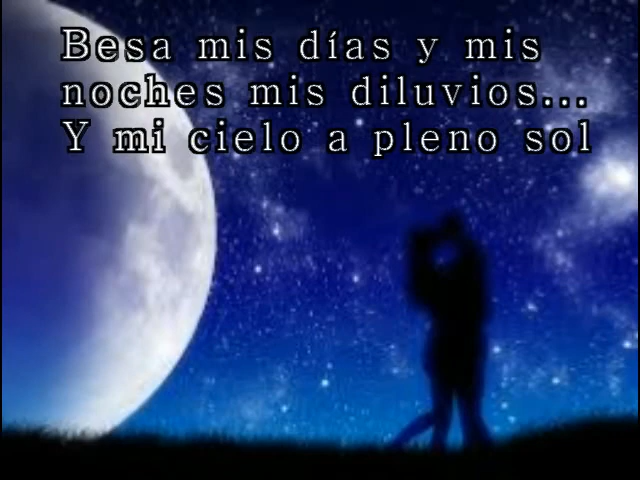 Besa mis días y mis
noches mis diluvios...
Y mi cielo a pleno sol